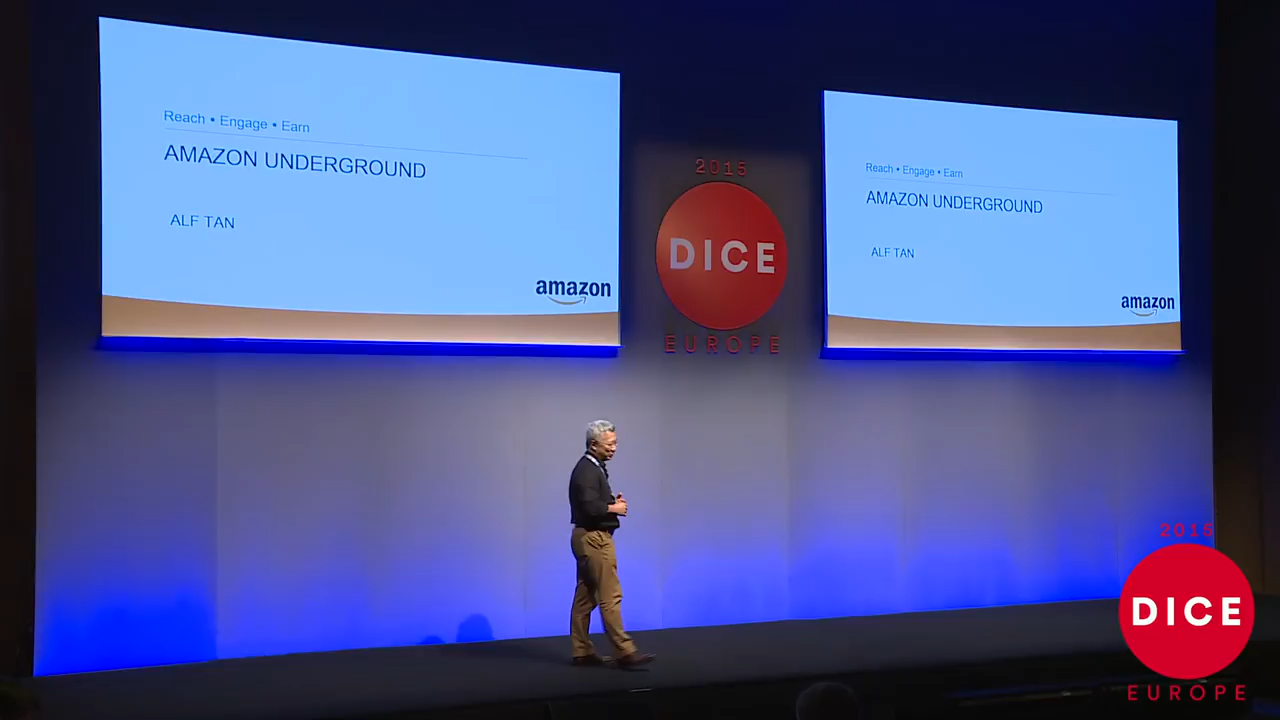 Reach • Engage • Earn
AMAZON UNDERGROUND
ALF TAN
amazon
2015
DICE
EUROPE
Reach • Engage • Earn
AMAZON UNDERGROUND
ALF TAN
amazon
2015
DICE
EUROPE